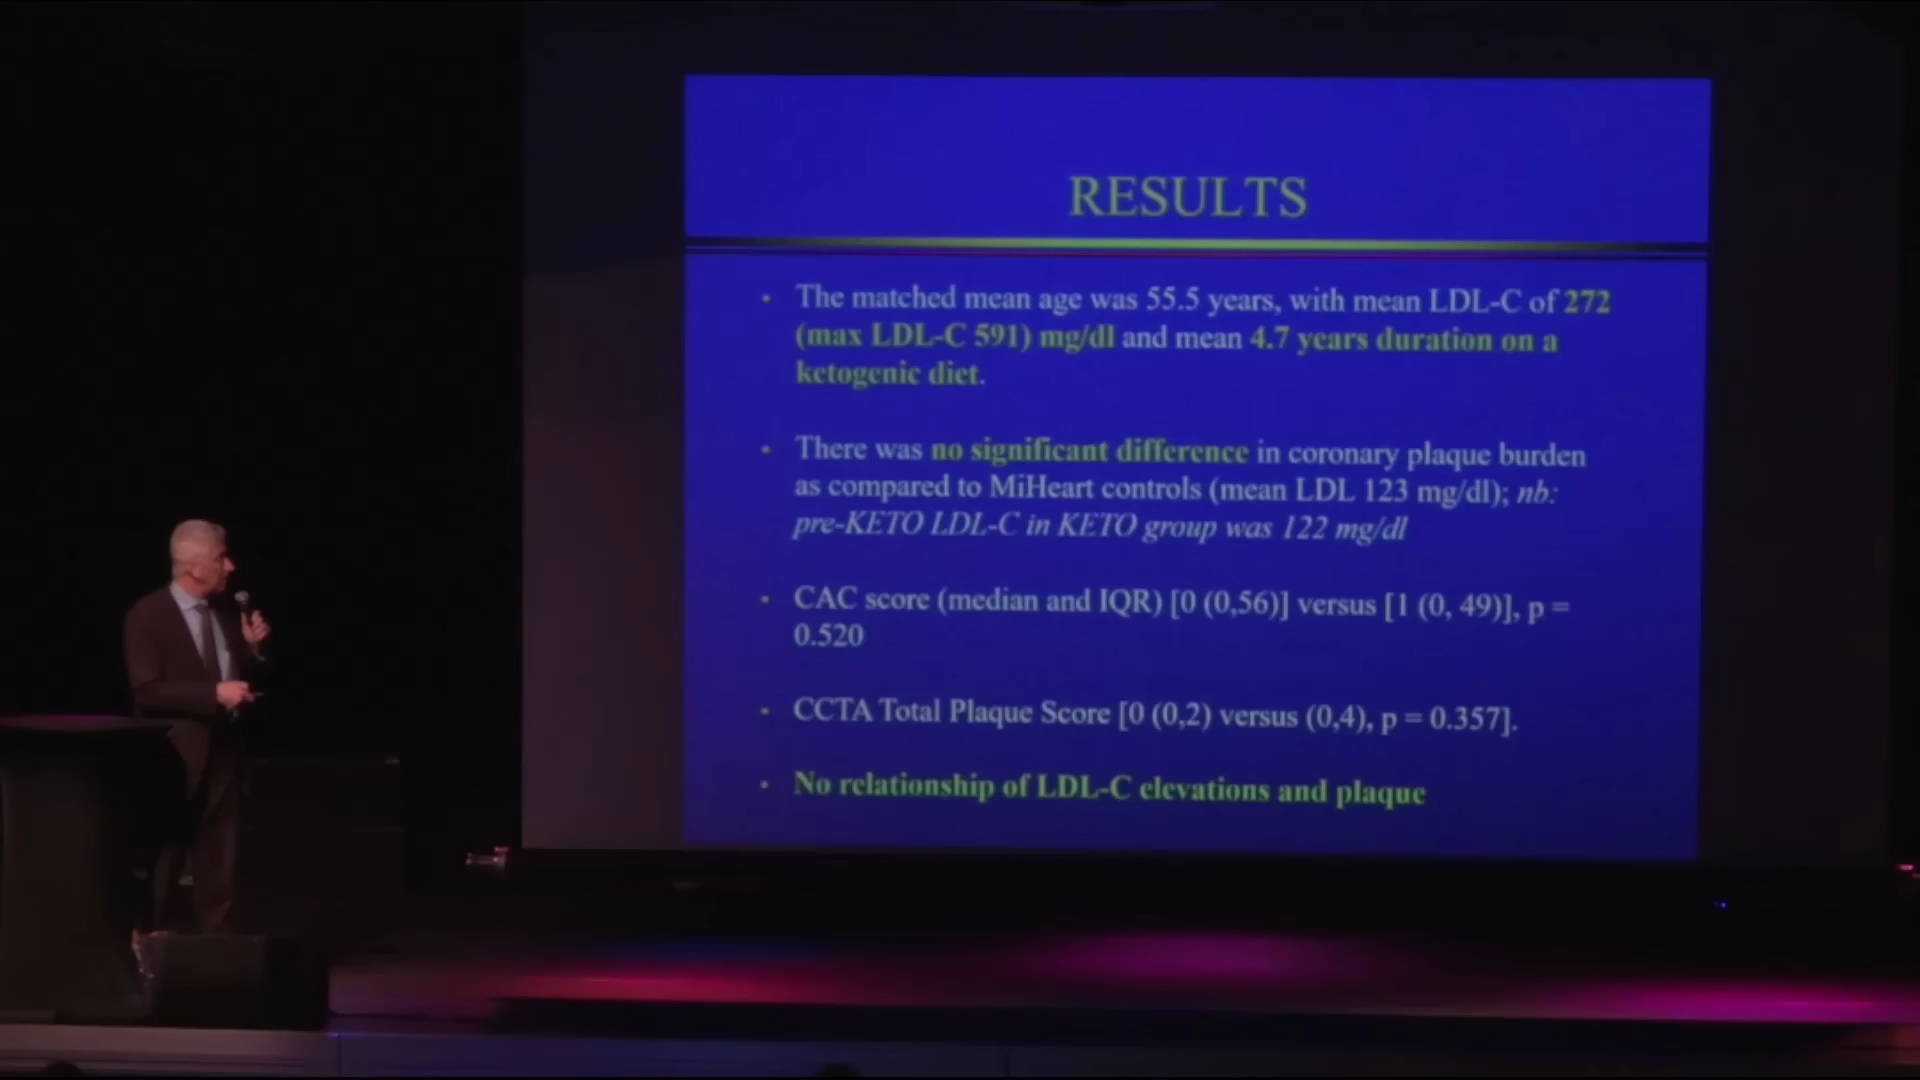 RESULTS
• The matched mean age was 55.5 years, with mean LDL-C of 272
(max LDL-C 591) mg/dl and mean 4.7 years duration on a
ketogenic diet.
• There was no significant difference in coronary plaque burden
as compared to MiHeart controls (mean LDL 123 mg/dl); nb:
pre-KETO LDL-C in KETO group was 122 mg/dl
• CAC score (median and IQR) [0 (0,56)] versus [1 (0, 49)], p =
0.520
• CCTA Total Plaque Score [0 (0,2) versus (0,4), p = 0.357].
• No relationship of LDL-C elevations and plaque